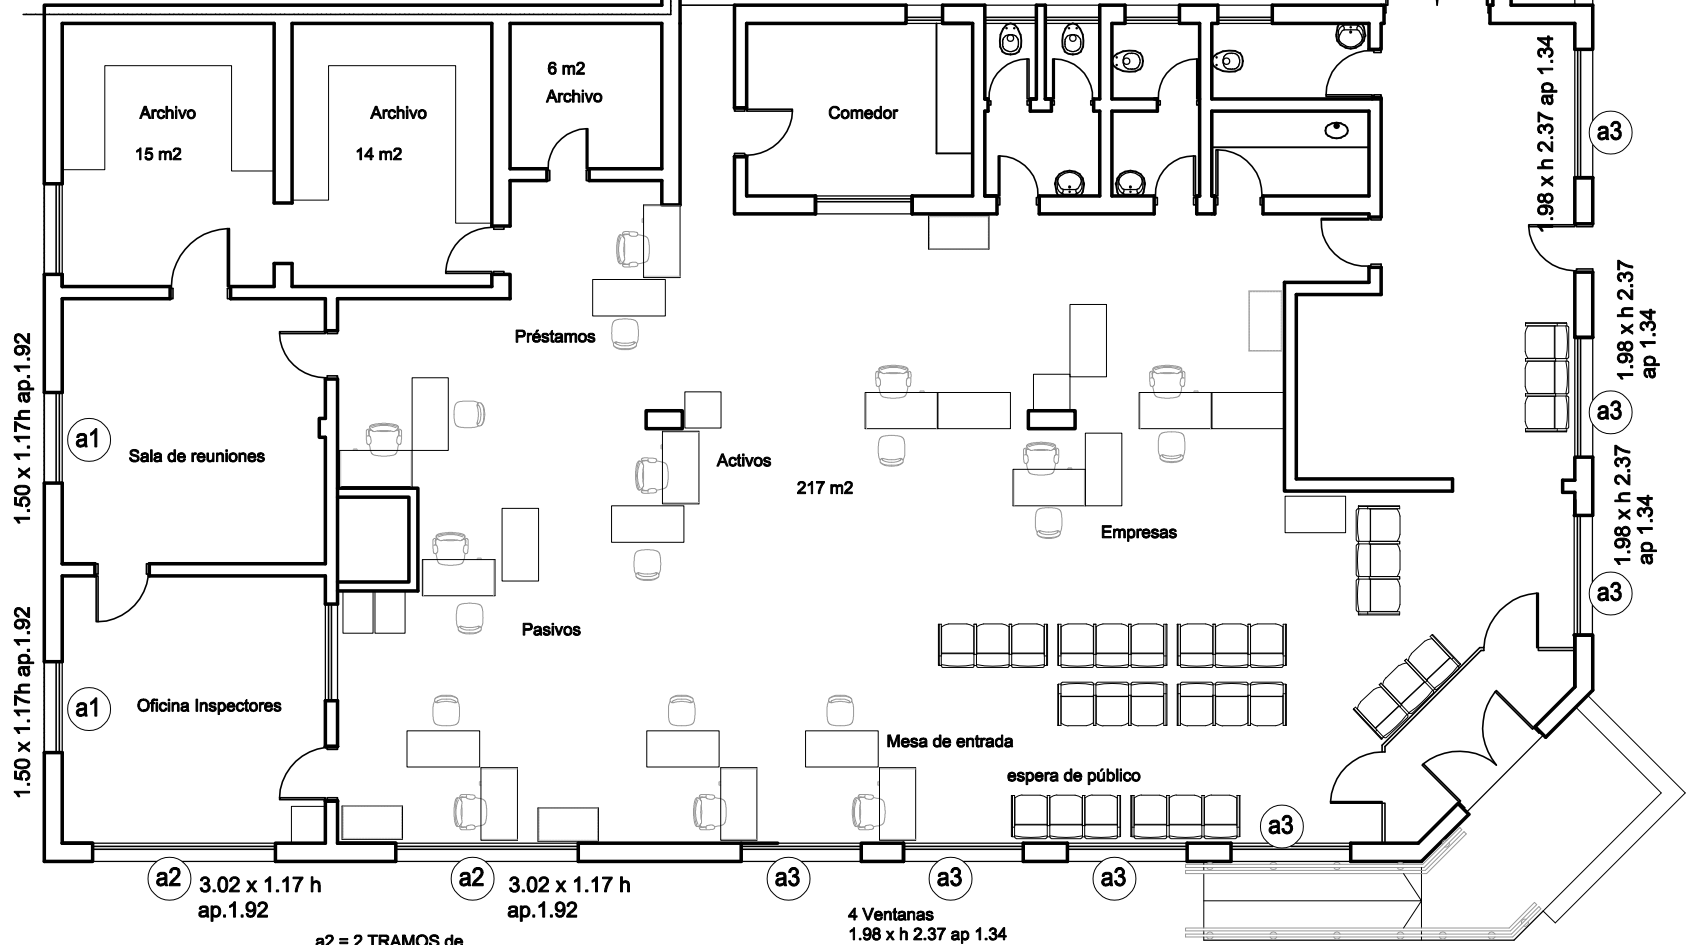 6 m2
Archivo
Archivo
15 m2
Archivo
14 m2
Comedor
.98 x h 2.37 ap 1.34
a3
Préstamos
1.50 x 1.17h ap.1.92
a1
Sala de reuniones
Activos
217 m2
Empresas
1.98 x h 2.37
ap 1.34
a3
1.98 x h 2.37
ap 1.34
a3
Pasivos
1.50 x 1.17h ap.1.92
a1
Oficina Inspectores
Mesa de entrada
espera de público
a3
a2
3.02 x 1.17 h
ap.1.92
a2
3.02 x 1.17 h
ap.1.92
a3
a3
a3
4 Ventanas
1.98 x h 2.37 ap 1.34
a2 = 2 TRAMOS de